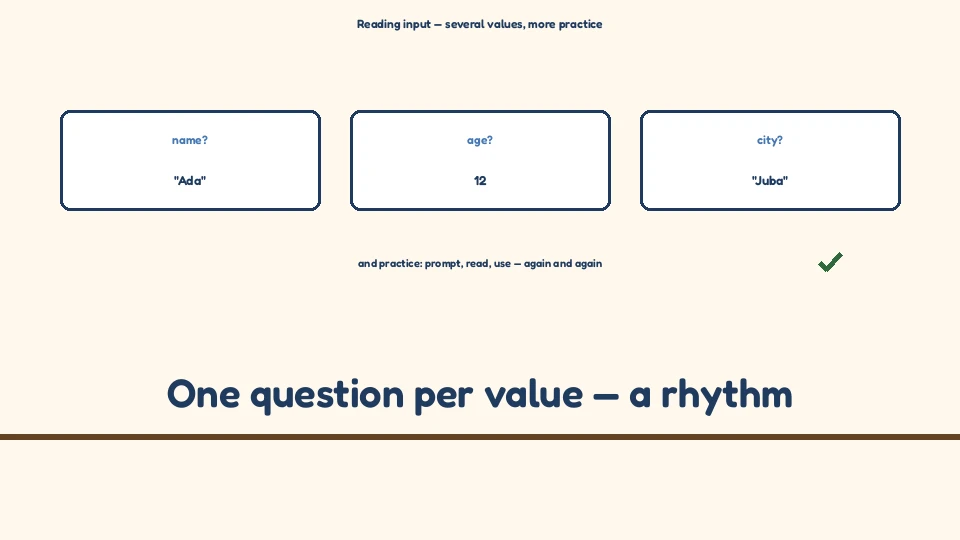 Reading input — several values, more practice
name?
"Ada"
age?
12
city?
"Juba"
and practice: prompt, read, use — again and again
One question per value — a rhythm